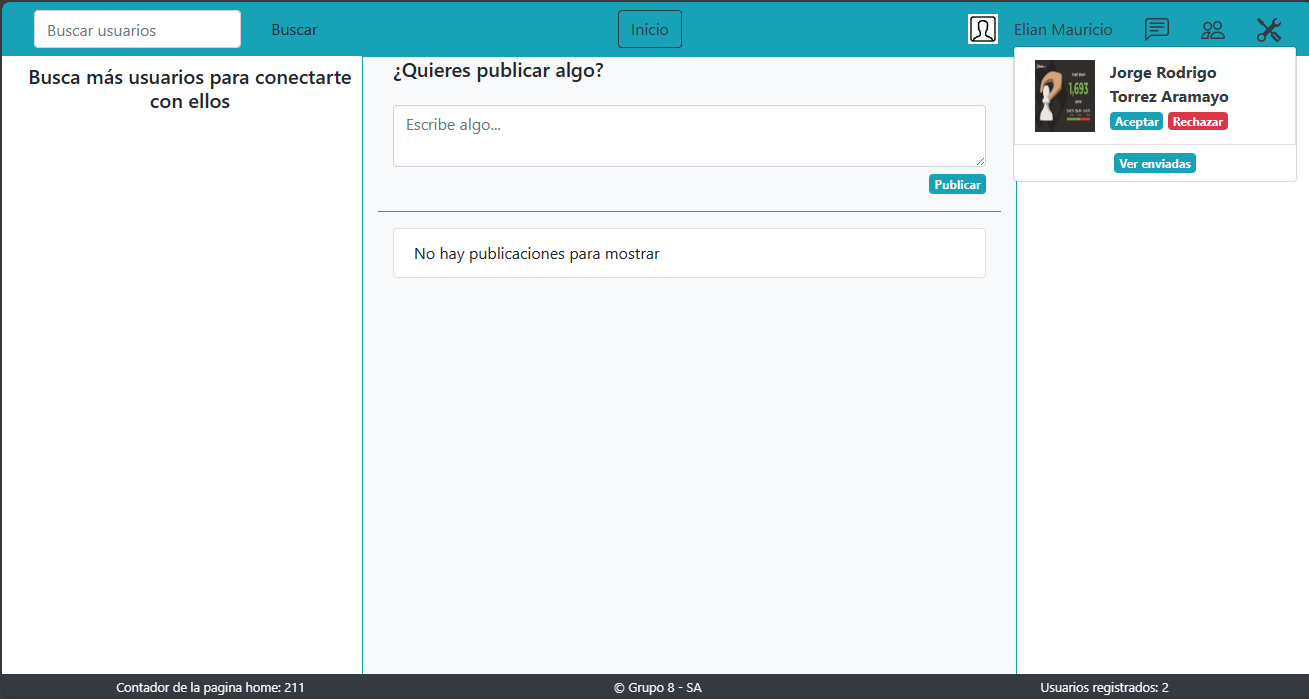 Buscar usuarios
Buscar
Inicio
Elian Mauricio
Busca más usuarios para conectarte
con ellos
¿Quieres publicar algo?
Escribe algo...
Publicar
No hay publicaciones para mostrar
Jorge Rodrigo
Torrez Aramayo
1,693
Aceptar Rechazar
Ver enviadas
Contador de la pagina home: 211
© Grupo 8 - SA
Usuarios registrados: 2